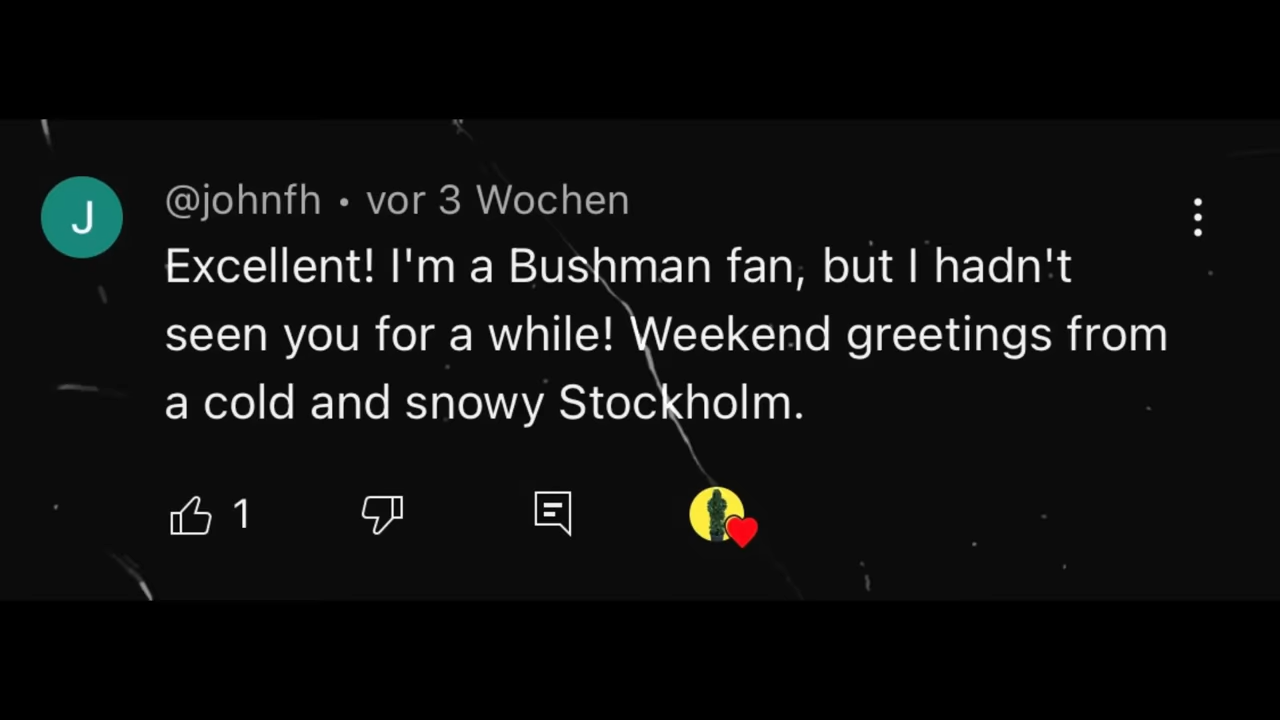 J
@johnfh • vor 3 Wochen
Excellent! I'm a Bushman fan, but I hadn't
seen you for a while! Weekend greetings from
a cold and snowy Stockholm.
1